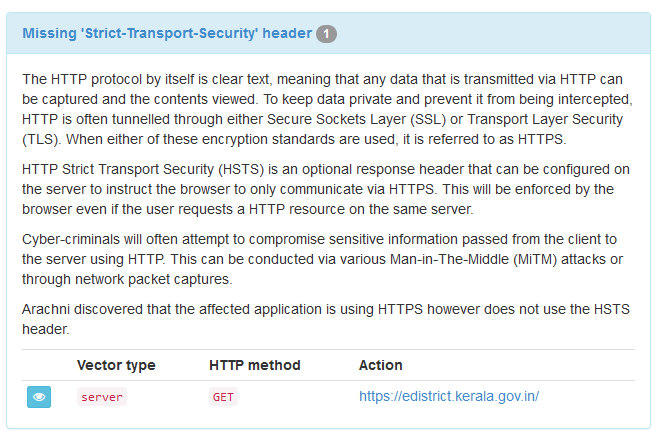 Missing 'Strict-Transport-Security' header 1
The HTTP protocol by itself is clear text, meaning that any data that is transmitted via HTTP can
be captured and the contents viewed. To keep data private and prevent it from being intercepted,
HTTP is often tunnelled through either Secure Sockets Layer (SSL) or Transport Layer Security
(TLS). When either of these encryption standards are used, it is referred to as HTTPS.
HTTP Strict Transport Security (HSTS) is an optional response header that can be configured on
the server to instruct the browser to only communicate via HTTPS. This will be enforced by the
browser even if the user requests a HTTP resource on the same server.
Cyber-criminals will often attempt to compromise sensitive information passed from the client to
the server using HTTP. This can be conducted via various Man-in-The-Middle (MiTM) attacks or
through network packet captures.
Arachni discovered that the affected application is using HTTPS however does not use the HSTS
header.
Vector type HTTP method Action
server GET https://edistrict.kerala.gov.in/